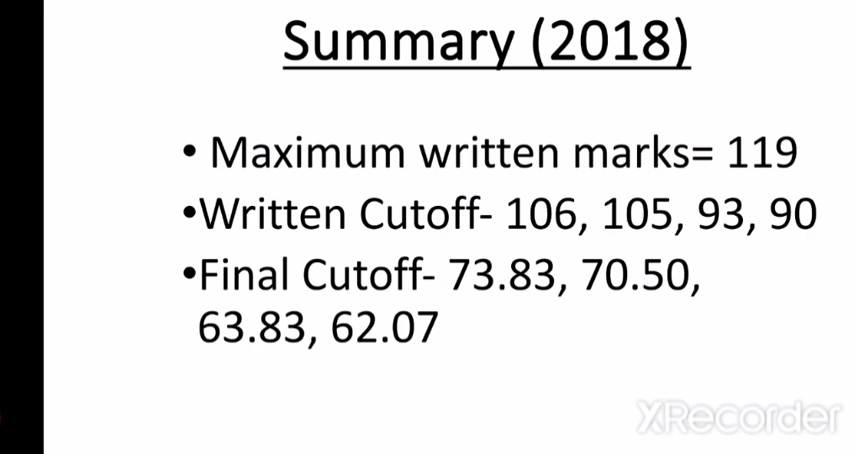 Summary (2018)
• Maximum written marks= 119
•Written Cutoff- 106, 105, 93, 90
•Final Cutoff- 73.83, 70.50,
63.83, 62.07
XRecorder